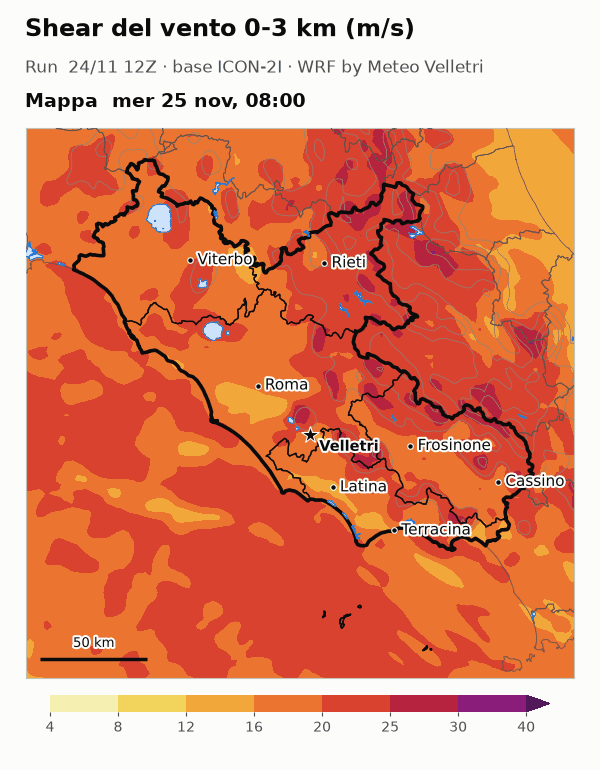 Shear del vento 0-3 km (m/s)
Run  24/11 12Z · base ICON-2I · WRF by Meteo Velletri
Mappa  mer 25 nov, 08:00
Viterbo
Rieti
Roma
Velletri
Frosinone
Cassino
Latina
Terracina
50 km
4 8 12 16 20 25 30 40